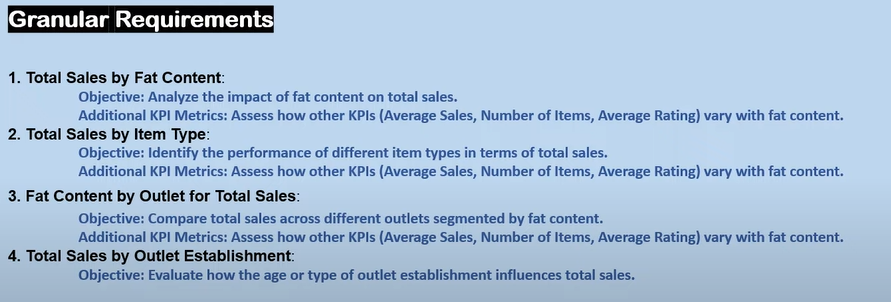 Granular Requirements
1. Total Sales by Fat Content:
Objective: Analyze the impact of fat content on total sales.
Additional KPI Metrics: Assess how other KPIs (Average Sales, Number of Items, Average Rating) vary with fat content.
2. Total Sales by Item Type:
Objective: Identify the performance of different item types in terms of total sales.
Additional KPI Metrics: Assess how other KPIs (Average Sales, Number of Items, Average Rating) vary with fat content.
3. Fat Content by Outlet for Total Sales:
Objective: Compare total sales across different outlets segmented by fat content.
Additional KPI Metrics: Assess how other KPIs (Average Sales, Number of Items, Average Rating) vary with fat content.
4. Total Sales by Outlet Establishment:
Objective: Evaluate how the age or type of outlet establishment influences total sales.